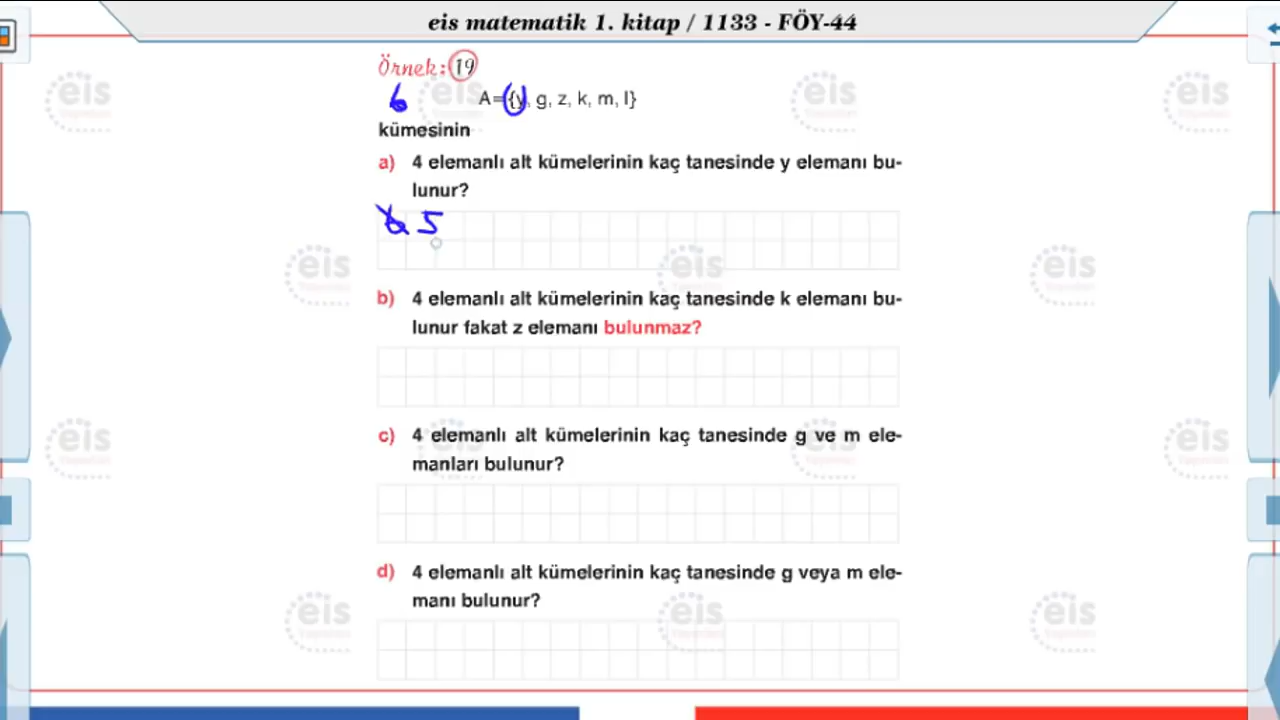 eis matematik 1. kitap / 1133 - FÖY-44
Örnek: 19
6 A={y, g, z, k, m, l}
kümesinin
a) 4 elemanlı alt kümelerinin kaç tanesinde y elemanı bu-
lunur?
6 5
b) 4 elemanlı alt kümelerinin kaç tanesinde k elemanı bu-
lunur fakat z elemanı bulunmaz?
c) 4 elemanlı alt kümelerinin kaç tanesinde g ve m ele-
manları bulunur?
d) 4 elemanlı alt kümelerinin kaç tanesinde g veya m ele-
manı bulunur?